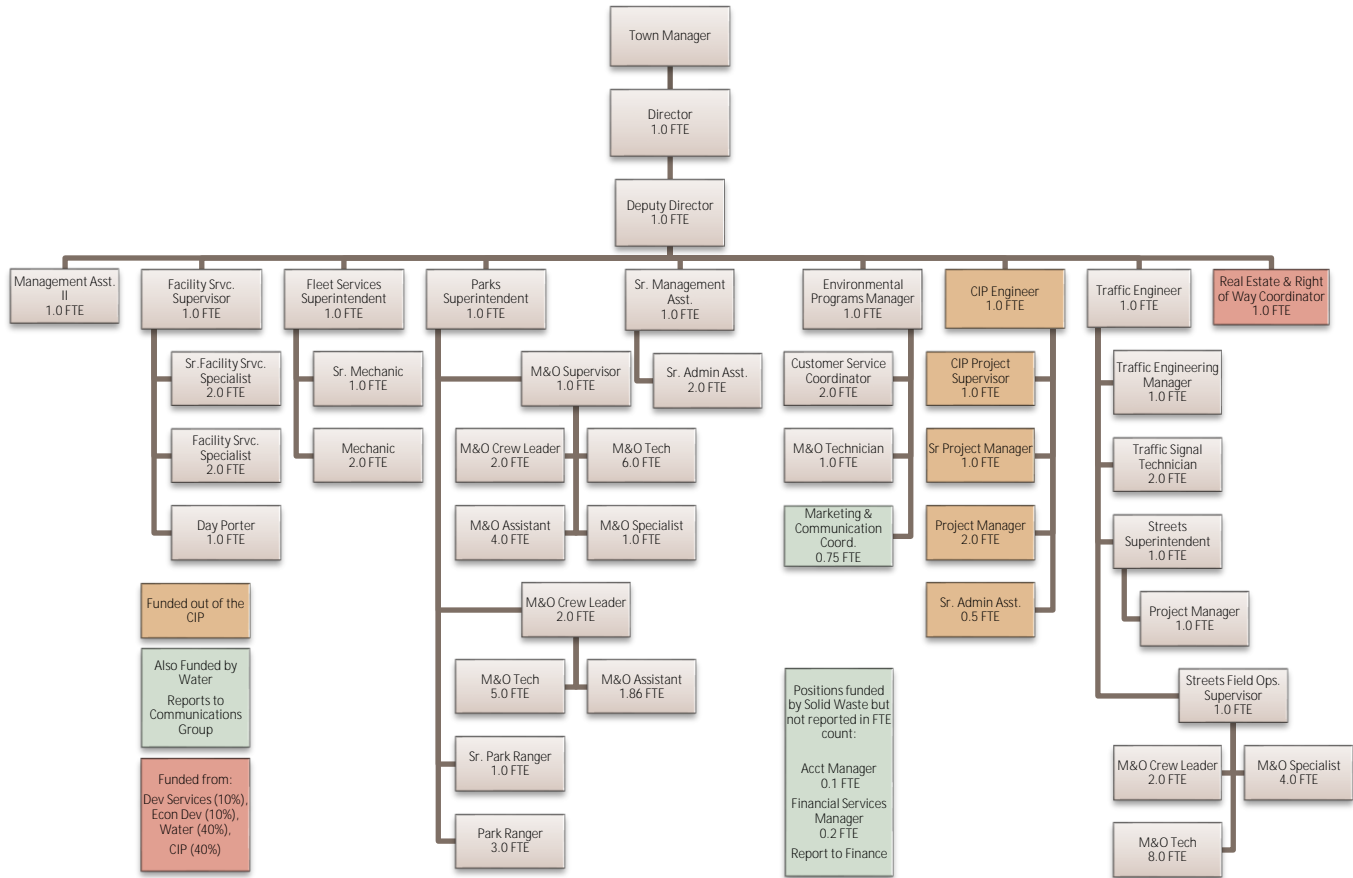 Town Manager
Director
1.0 FTE
Deputy Director
1.0 FTE
Management Asst.
II
1.0 FTE
Facility Srvc.
Supervisor
1.0 FTE
Fleet Services
Superintendent
1.0 FTE
Parks
Superintendent
1.0 FTE
Sr. Management
Asst.
1.0 FTE
Environmental
Programs Manager
1.0 FTE
CIP Engineer
1.0 FTE
Traffic Engineer
1.0 FTE
Real Estate & Right
of Way Coordinator
1.0 FTE
Sr.Facility Srvc.
Specialist
2.0 FTE
Facility Srvc.
Specialist
2.0 FTE
Day Porter
1.0 FTE
Sr. Mechanic
1.0 FTE
Mechanic
2.0 FTE
M&O Supervisor
1.0 FTE
M&O Crew Leader
2.0 FTE
M&O Tech
6.0 FTE
M&O Assistant
4.0 FTE
M&O Specialist
1.0 FTE
M&O Crew Leader
2.0 FTE
M&O Tech
5.0 FTE
M&O Assistant
1.86 FTE
Sr. Park Ranger
1.0 FTE
Park Ranger
3.0 FTE
Sr. Admin Asst.
2.0 FTE
Customer Service
Coordinator
2.0 FTE
M&O Technician
1.0 FTE
Marketing &
Communication
Coord.
0.75 FTE
CIP Project
Supervisor
1.0 FTE
Sr Project Manager
1.0 FTE
Project Manager
2.0 FTE
Sr. Admin Asst.
0.5 FTE
Traffic Engineering
Manager
1.0 FTE
Traffic Signal
Technician
2.0 FTE
Streets
Superintendent
1.0 FTE
Project Manager
1.0 FTE
Streets Field Ops.
Supervisor
1.0 FTE
M&O Crew Leader
2.0 FTE
M&O Specialist
4.0 FTE
M&O Tech
8.0 FTE
Funded out of the
CIP
Also Funded by
Water
Reports to
Communications
Group
Funded from:
Dev Services (10%),
Econ Dev (10%),
Water (40%),
CIP (40%)
Positions funded
by Solid Waste but
not reported in FTE
count:
Acct Manager
0.1 FTE
Financial Services
Manager
0.2 FTE
Report to Finance